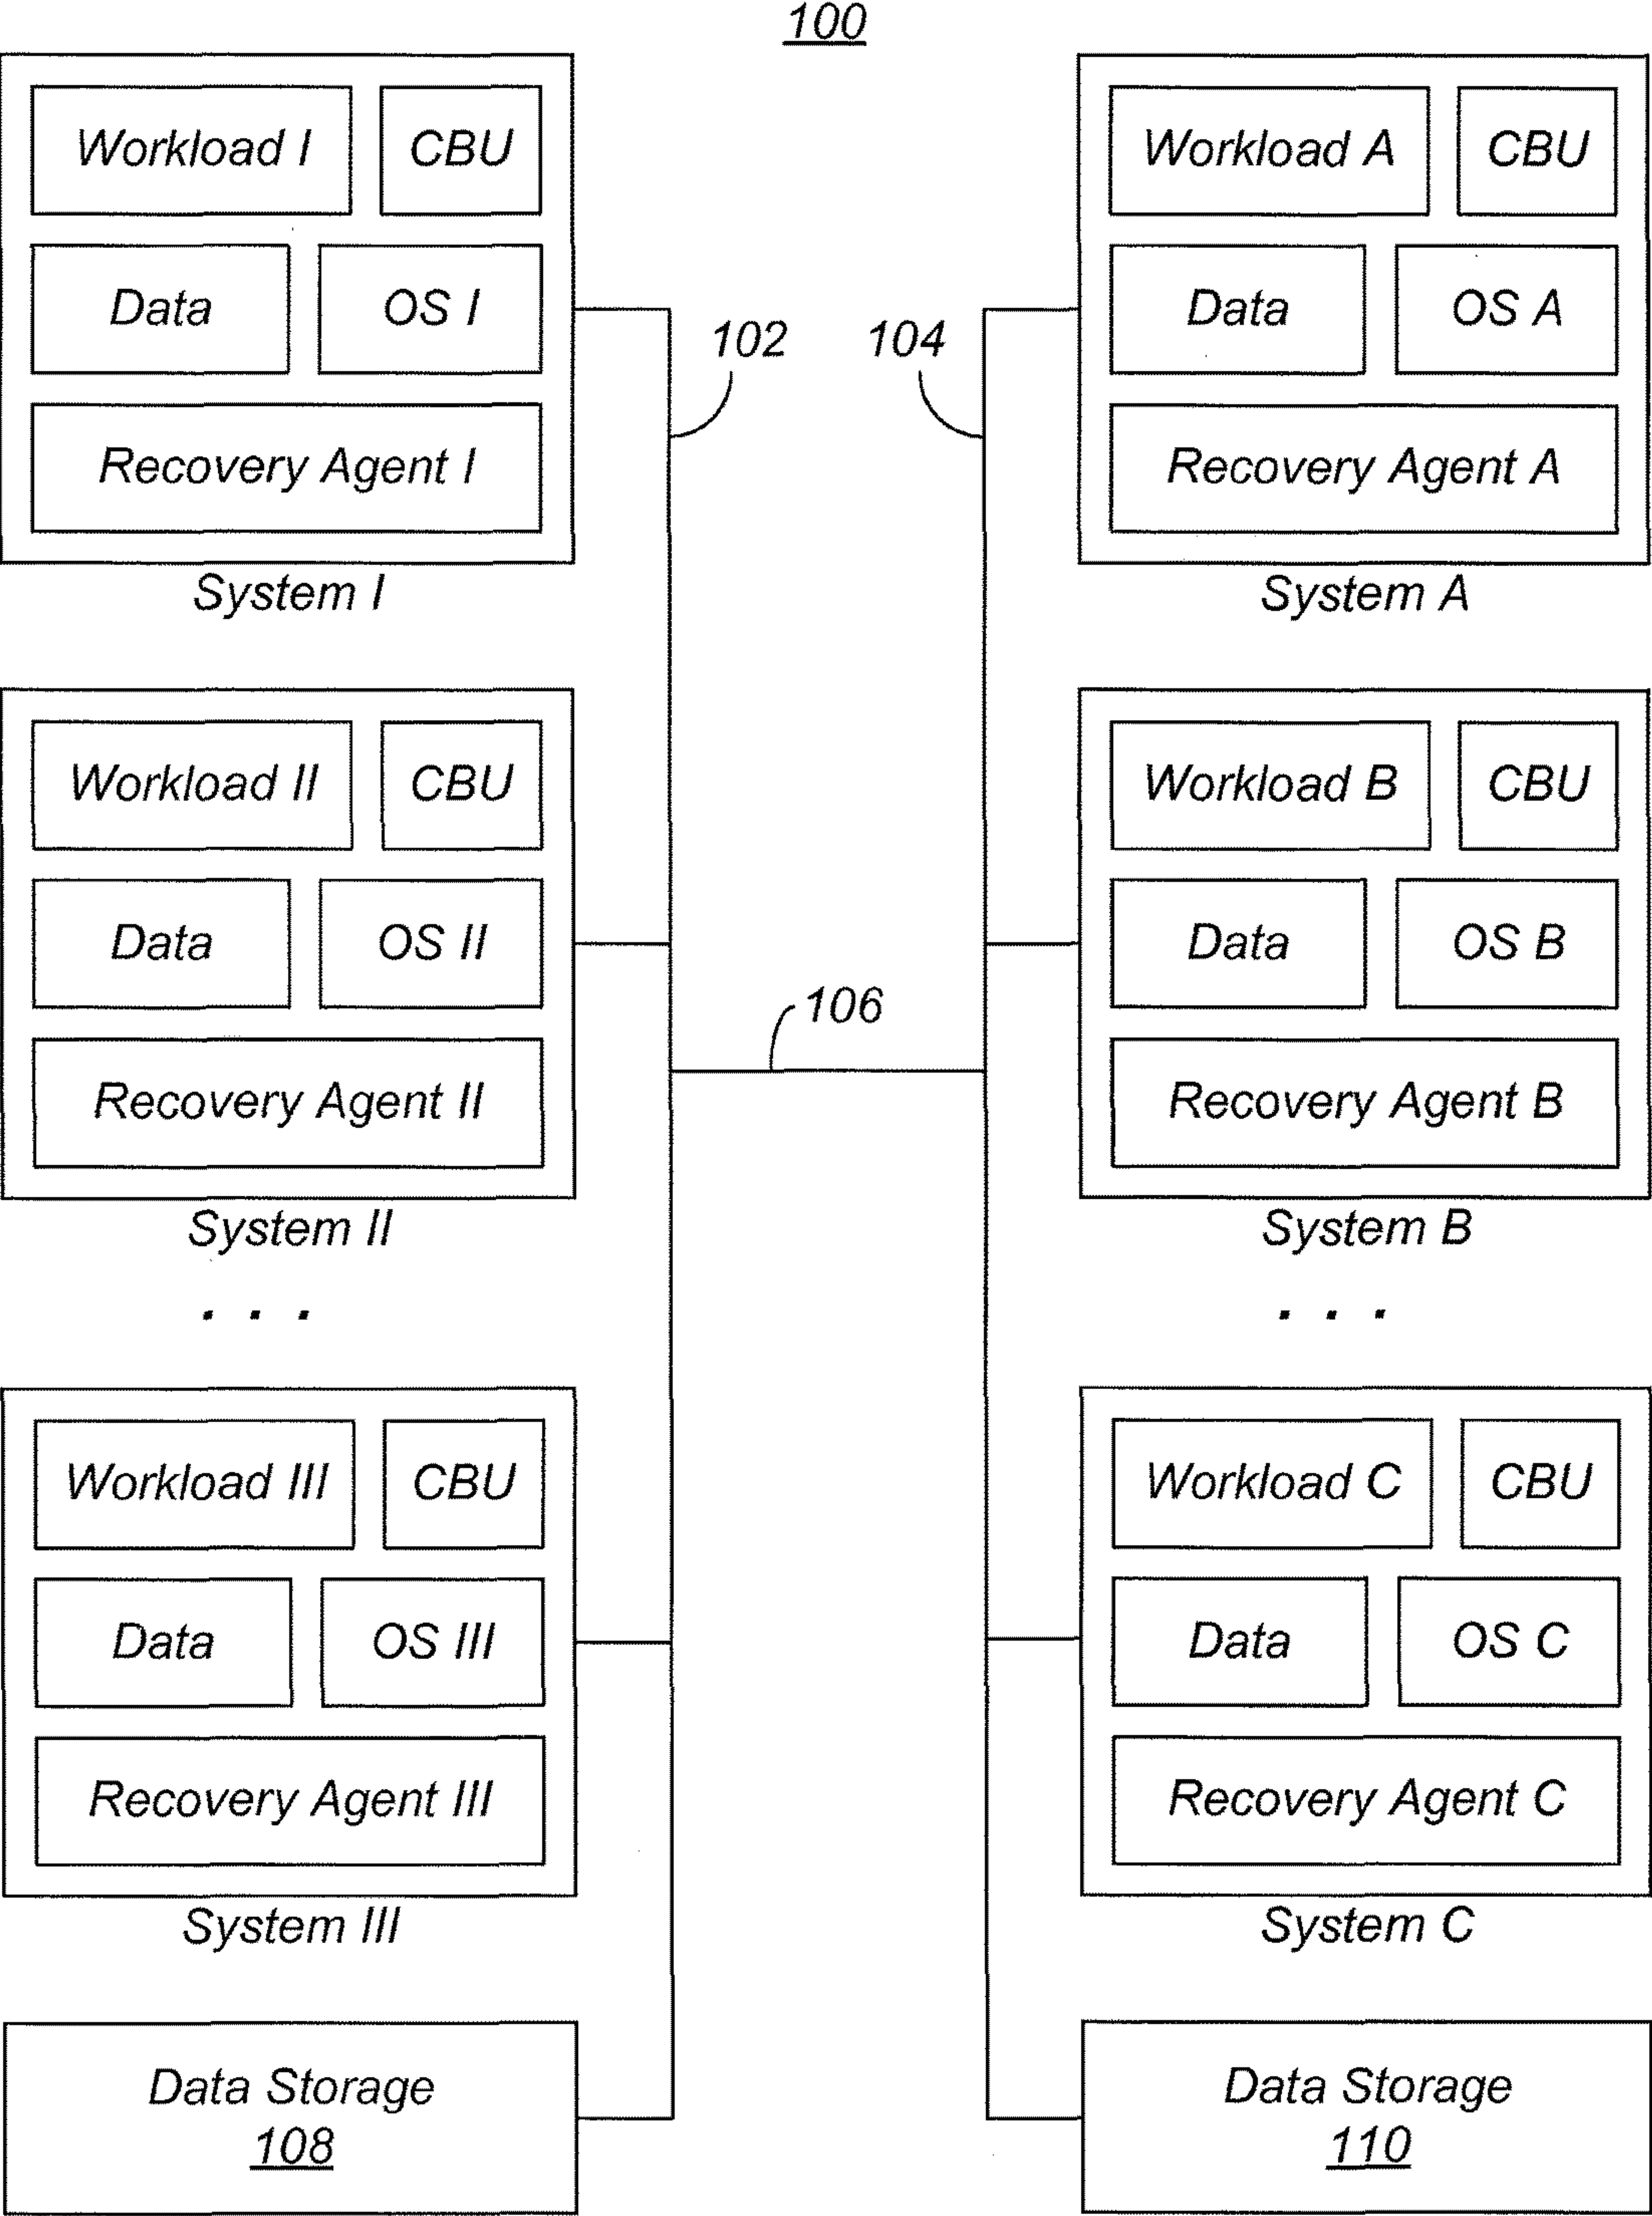 100
Workload I
CBU
Data
OS I
Recovery Agent I
System I
Workload A
CBU
Data
OS A
Recovery Agent A
System A
102
104
Workload II
CBU
Data
OS II
Recovery Agent II
System II
. . .
106
Workload B
CBU
Data
OS B
Recovery Agent B
System B
. . .
Workload III
CBU
Data
OS III
Recovery Agent III
System III
Workload C
CBU
Data
OS C
Recovery Agent C
System C
Data Storage
108
Data Storage
110